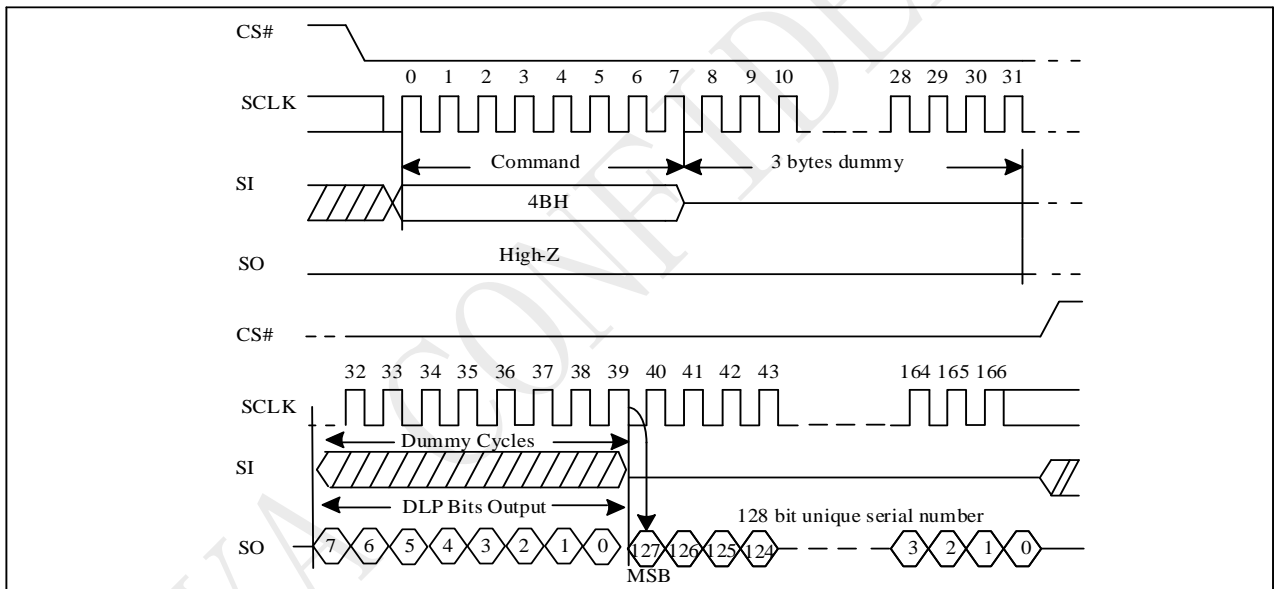 CS#
0 1 2 3 4 5 6 7 8 9 10 28 29 30 31
SCLK
Command 3 bytes dummy
SI
4BH
High-Z
SO
CS#
32 33 34 35 36 37 38 39 40 41 42 43 164 165 166
SCLK
Dummy Cycles
SI
DLP Bits Output
128 bit unique serial number
SO 7 6 5 4 3 2 1 0 127 126 125 124 3 2 1 0
MSB